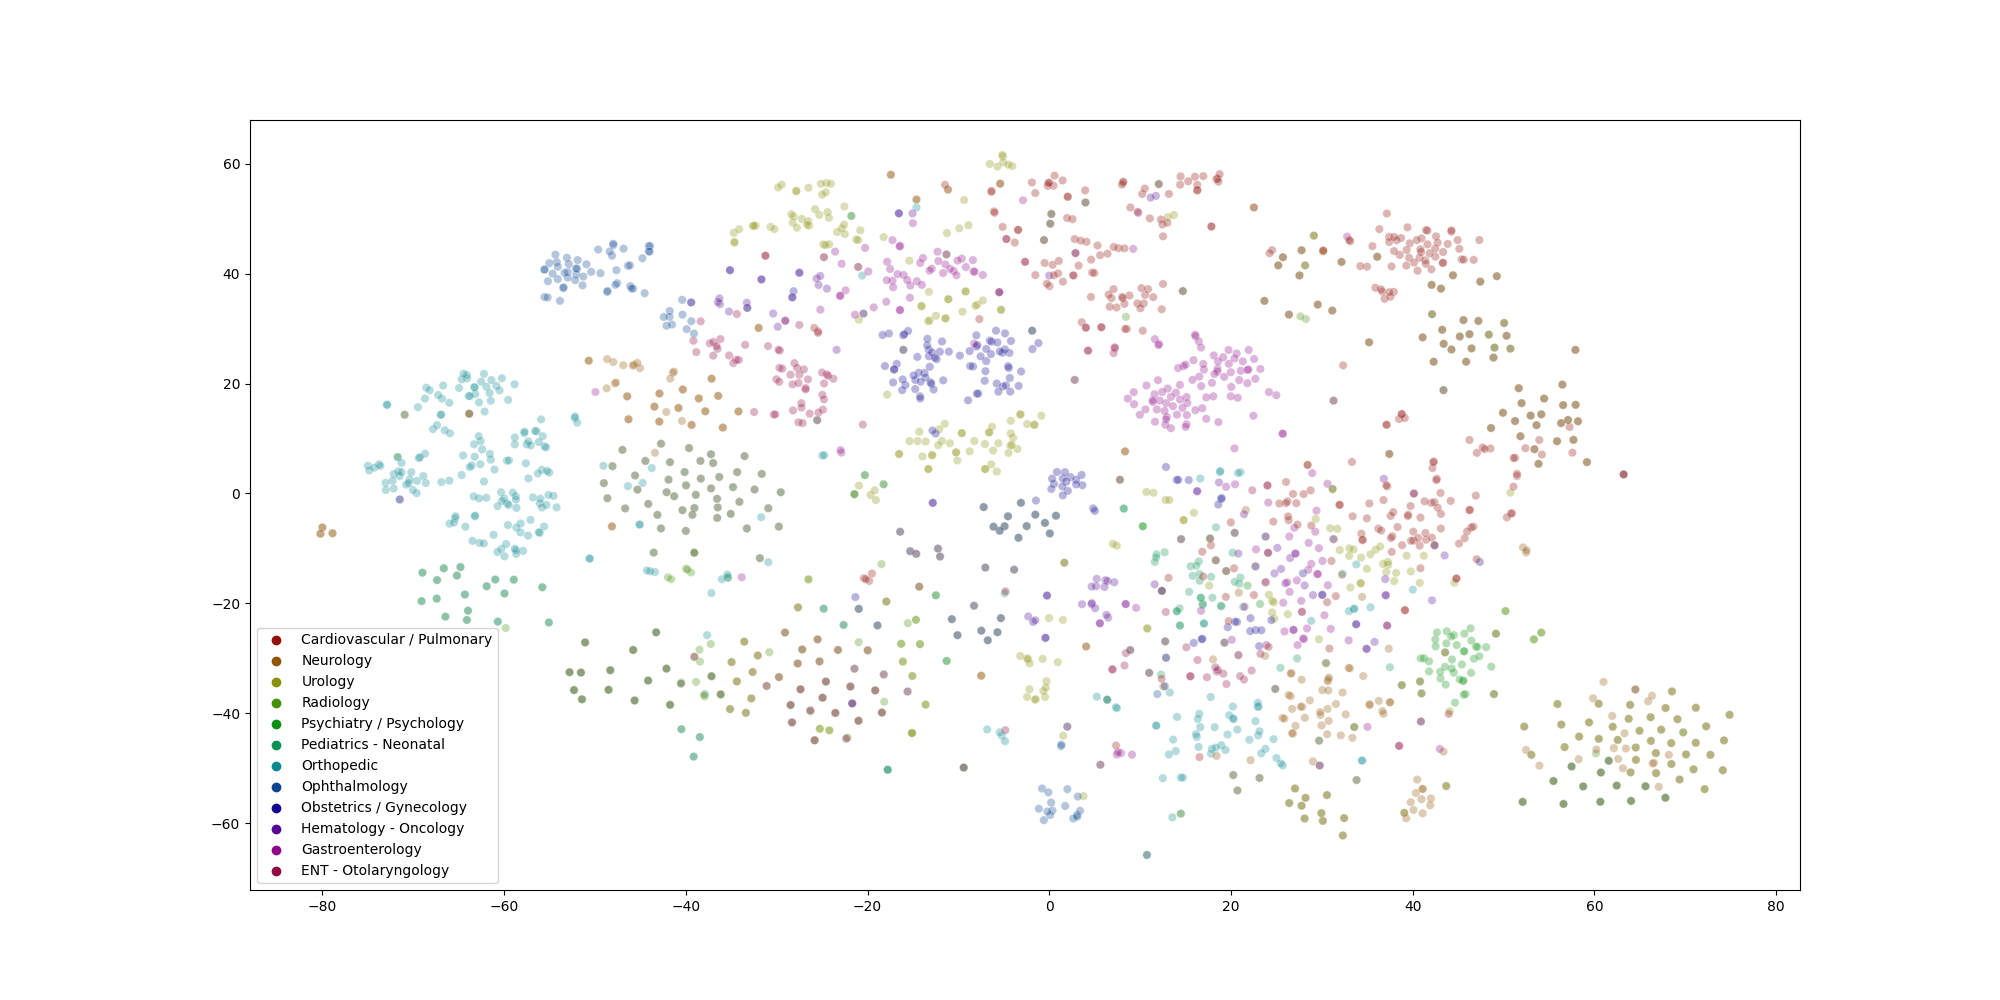 60
40
20
0
−20
−40
−60
Cardiovascular / Pulmonary
Neurology
Urology
Radiology
Psychiatry / Psychology
Pediatrics - Neonatal
Orthopedic
Ophthalmology
Obstetrics / Gynecology
Hematology - Oncology
Gastroenterology
ENT - Otolaryngology
−80 −60 −40 −20 0 20 40 60 80